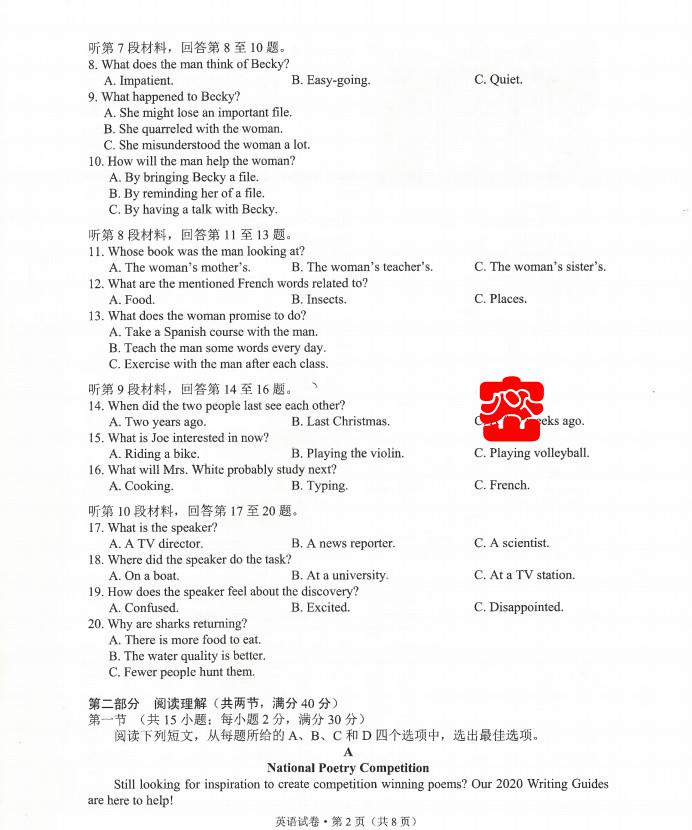 听第 7 段材料，回答第 8 至 10 题。
8. What does the man think of Becky?
A. Impatient. B. Easy-going. C. Quiet.
9. What happened to Becky?
A. She might lose an important file.
B. She quarreled with the woman.
C. She misunderstood the woman a lot.
10. How will the man help the woman?
A. By bringing Becky a file.
B. By reminding her of a file.
C. By having a talk with Becky.
听第 8 段材料，回答第 11 至 13 题。
11. Whose book was the man looking at?
A. The woman's mother's. B. The woman's teacher's. C. The woman's sister's.
12. What are the mentioned French words related to?
A. Food. B. Insects. C. Places.
13. What does the woman promise to do?
A. Take a Spanish course with the man.
B. Teach the man some words every day.
C. Exercise with the man after each class.
听第 9 段材料，回答第 14 至 16 题。
14. When did the two people last see each other?
A. Two years ago. B. Last Christmas. ago.
15. What is Joe interested in now?
A. Riding a bike. B. Playing the violin. C. Playing volleyball.
16. What will Mrs. White probably study next?
A. Cooking. B. Typing. C. French.
听第 10 段材料，回答第 17 至 20 题。
17. What is the speaker?
A. A TV director. B. A news reporter. C. A scientist.
18. Where did the speaker do the task?
A. On a boat. B. At a university. C. At a TV station.
19. How does the speaker feel about the discovery?
A. Confused. B. Excited. C. Disappointed.
20. Why are sharks returning?
A. There is more food to eat.
B. The water quality is better.
C. Fewer people hunt them.
第二部分 阅读理解（共两节，满分 40 分）
第一节 （共 15 小题；每小题 2 分，满分 30 分）
阅读下列短文，从每题所给的 A、B、C 和 D 四个选项中，选出最佳选项。
A
National Poetry Competition
Still looking for inspiration to create competition winning poems? Our 2020 Writing Guides
are here to help!
英语试卷·第 2 页（共 8 页）